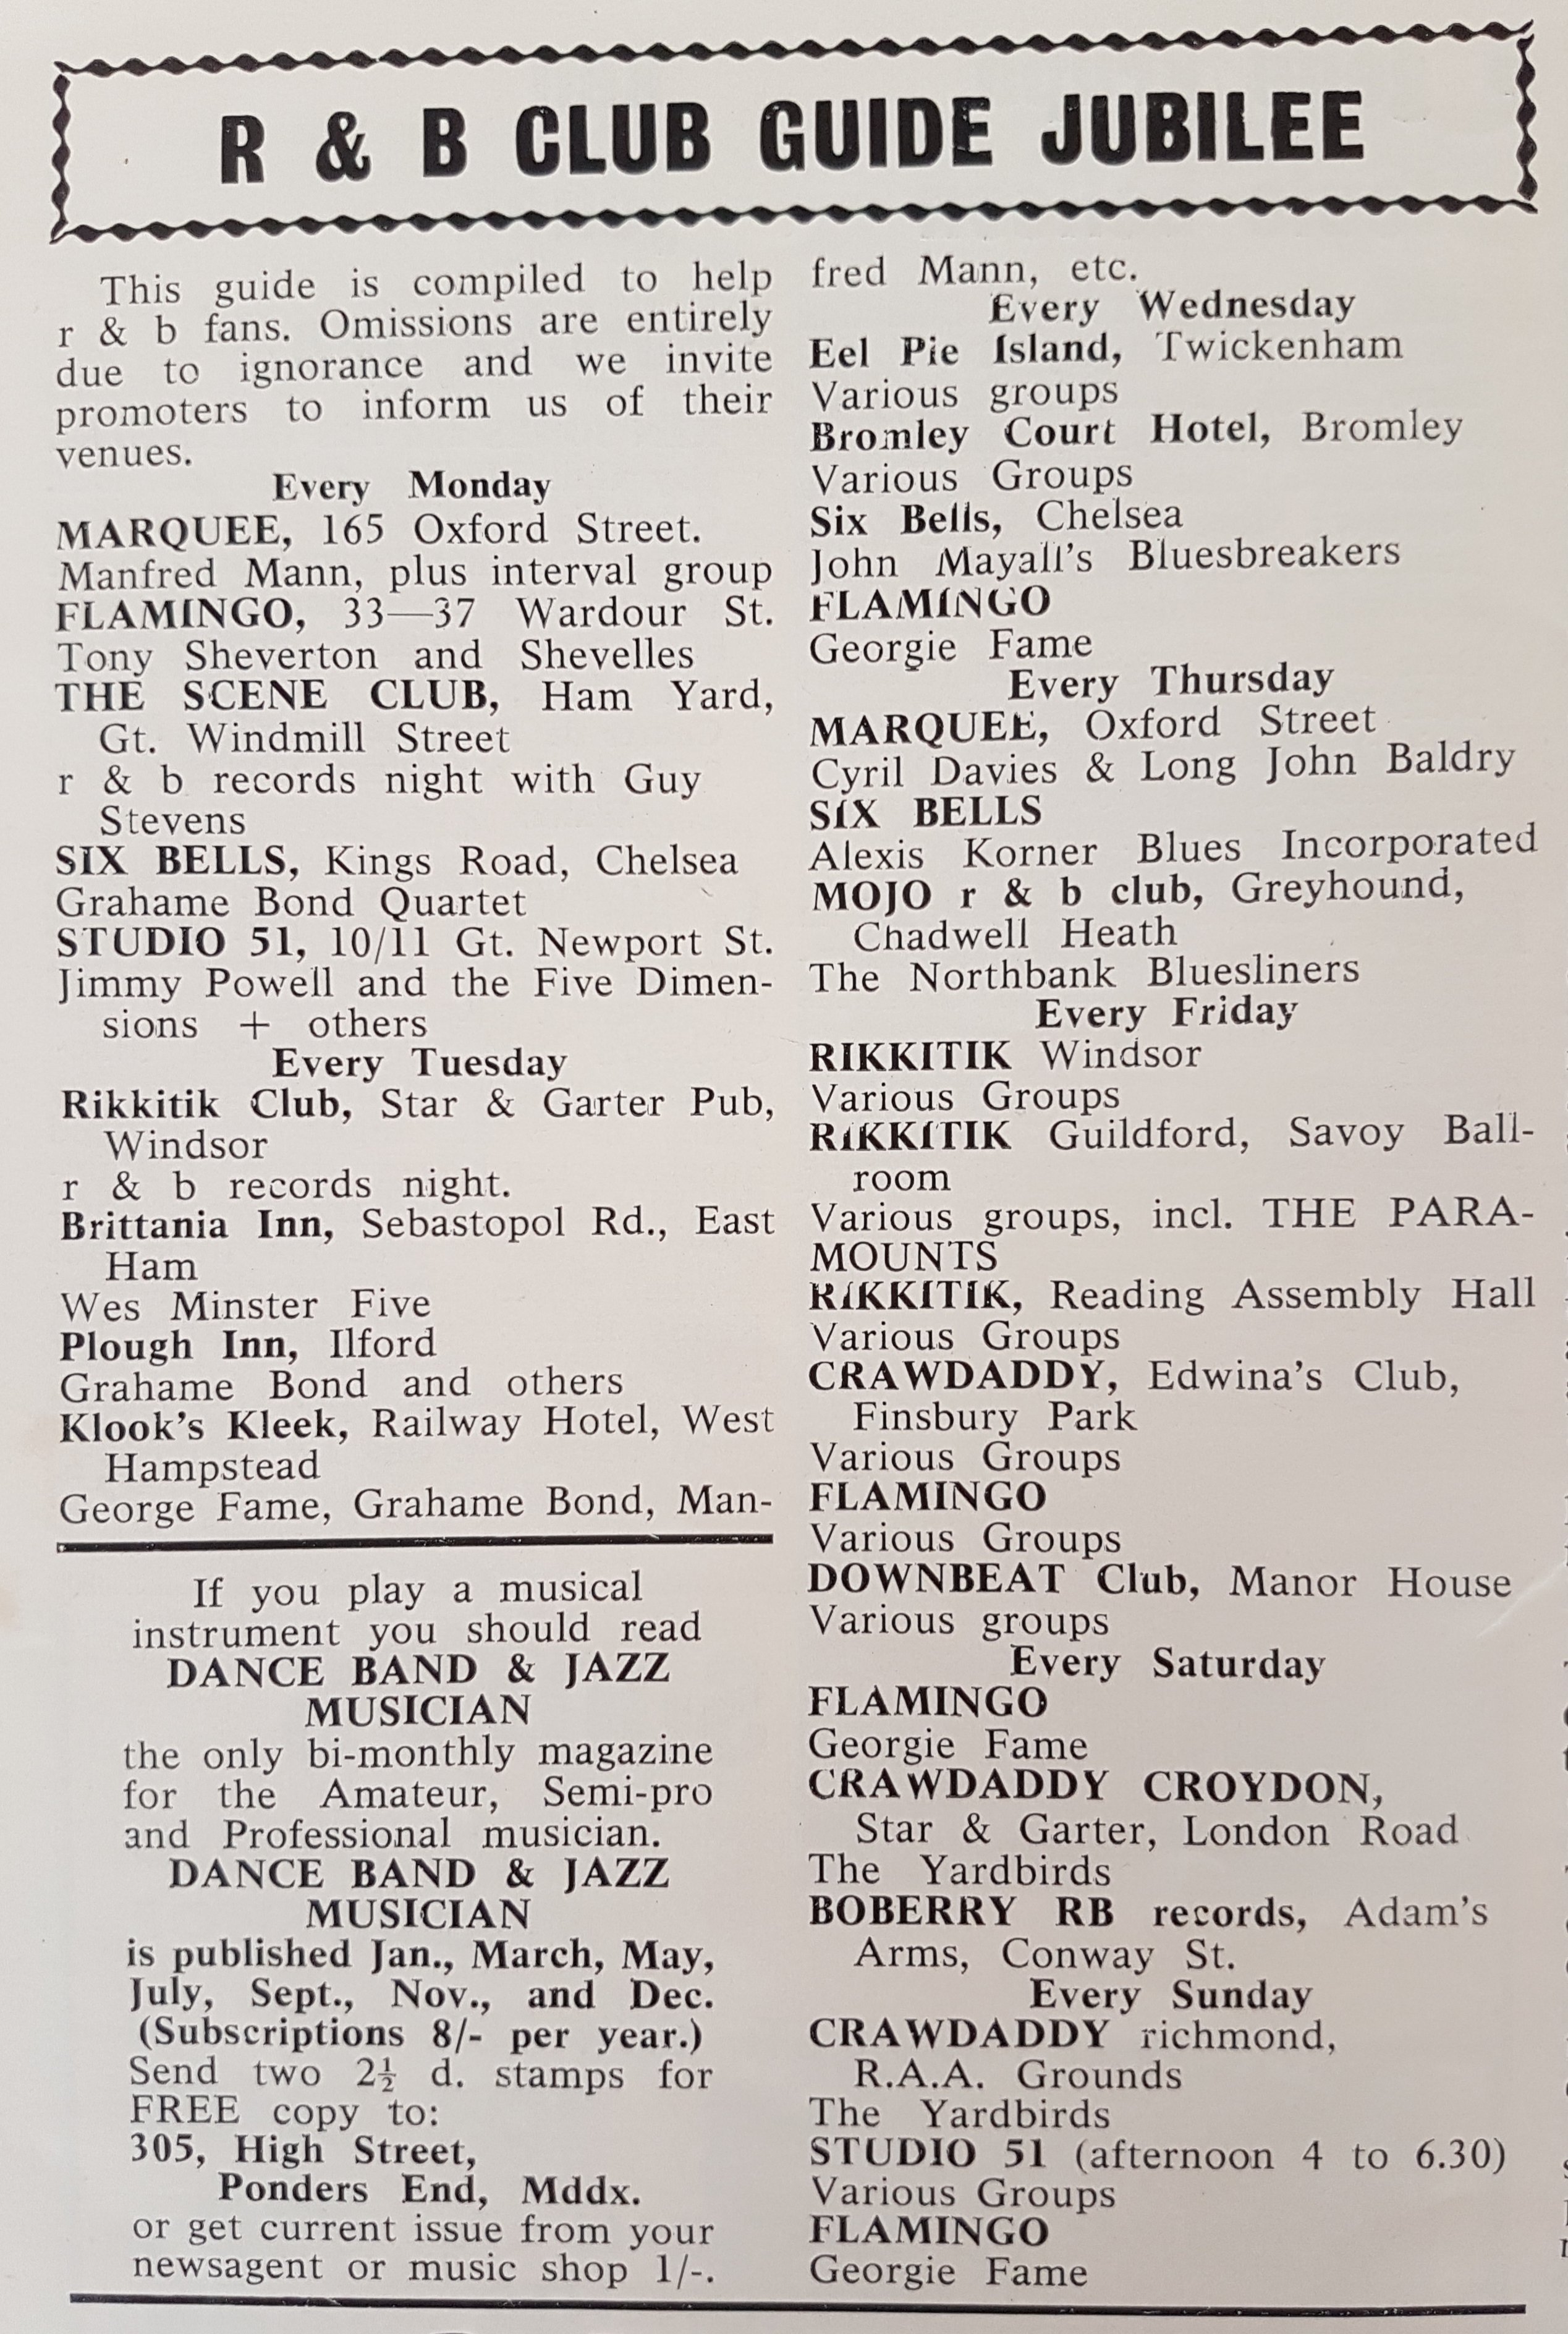 R & B CLUB GUIDE JUBILEE
This guide is compiled to help
r & b fans. Omissions are entirely
due to ignorance and we invite
promoters to inform us of their
venues.
Every Monday
MARQUEE, 165 Oxford Street.
Manfred Mann, plus interval group
FLAMINGO, 33—37 Wardour St.
Tony Sheverton and Shevelles
THE SCENE CLUB, Ham Yard,
Gt. Windmill Street
r & b records night with Guy
Stevens
SIX BELLS, Kings Road, Chelsea
Grahame Bond Quartet
STUDIO 51, 10/11 Gt. Newport St.
Jimmy Powell and the Five Dimen-
sions + others
Every Tuesday
Rikkitik Club, Star & Garter Pub,
Windsor
r & b records night.
Brittania Inn, Sebastopol Rd., East
Ham
Wes Minster Five
Plough Inn, Ilford
Grahame Bond and others
Klook's Kleek, Railway Hotel, West
Hampstead
George Fame, Grahame Bond, Man-
fred Mann, etc.
Every Wednesday
Eel Pie Island, Twickenham
Various groups
Bromley Court Hotel, Bromley
Various Groups
Six Bells, Chelsea
John Mayall's Bluesbreakers
FLAMINGO
Georgie Fame
Every Thursday
MARQUEE, Oxford Street
Cyril Davies & Long John Baldry
SIX BELLS
Alexis Korner Blues Incorporated
MOJO r & b club, Greyhound,
Chadwell Heath
The Northbank Bluesliners
Every Friday
RIKKITIK Windsor
Various Groups
RIKKITIK Guildford, Savoy Ball-
room
Various groups, incl. THE PARA-
MOUNTS
RIKKITIK, Reading Assembly Hall
Various Groups
CRAWDADDY, Edwina's Club,
Finsbury Park
Various Groups
FLAMINGO
Various Groups
DOWNBEAT Club, Manor House
Various groups
Every Saturday
FLAMINGO
Georgie Fame
CRAWDADDY CROYDON,
Star & Garter, London Road
The Yardbirds
BOBERRY RB records, Adam's
Arms, Conway St.
Every Sunday
CRAWDADDY richmond,
R.A.A. Grounds
The Yardbirds
STUDIO 51 (afternoon 4 to 6.30)
Various Groups
FLAMINGO
Georgie Fame
If you play a musical
instrument you should read
DANCE BAND & JAZZ
MUSICIAN
the only bi-monthly magazine
for the Amateur, Semi-pro
and Professional musician.
DANCE BAND & JAZZ
MUSICIAN
is published Jan., March, May,
July, Sept., Nov., and Dec.
(Subscriptions 8/- per year.)
Send two 2½ d. stamps for
FREE copy to:
305, High Street,
Ponders End, Mddx.
or get current issue from your
newsagent or music shop 1/-.